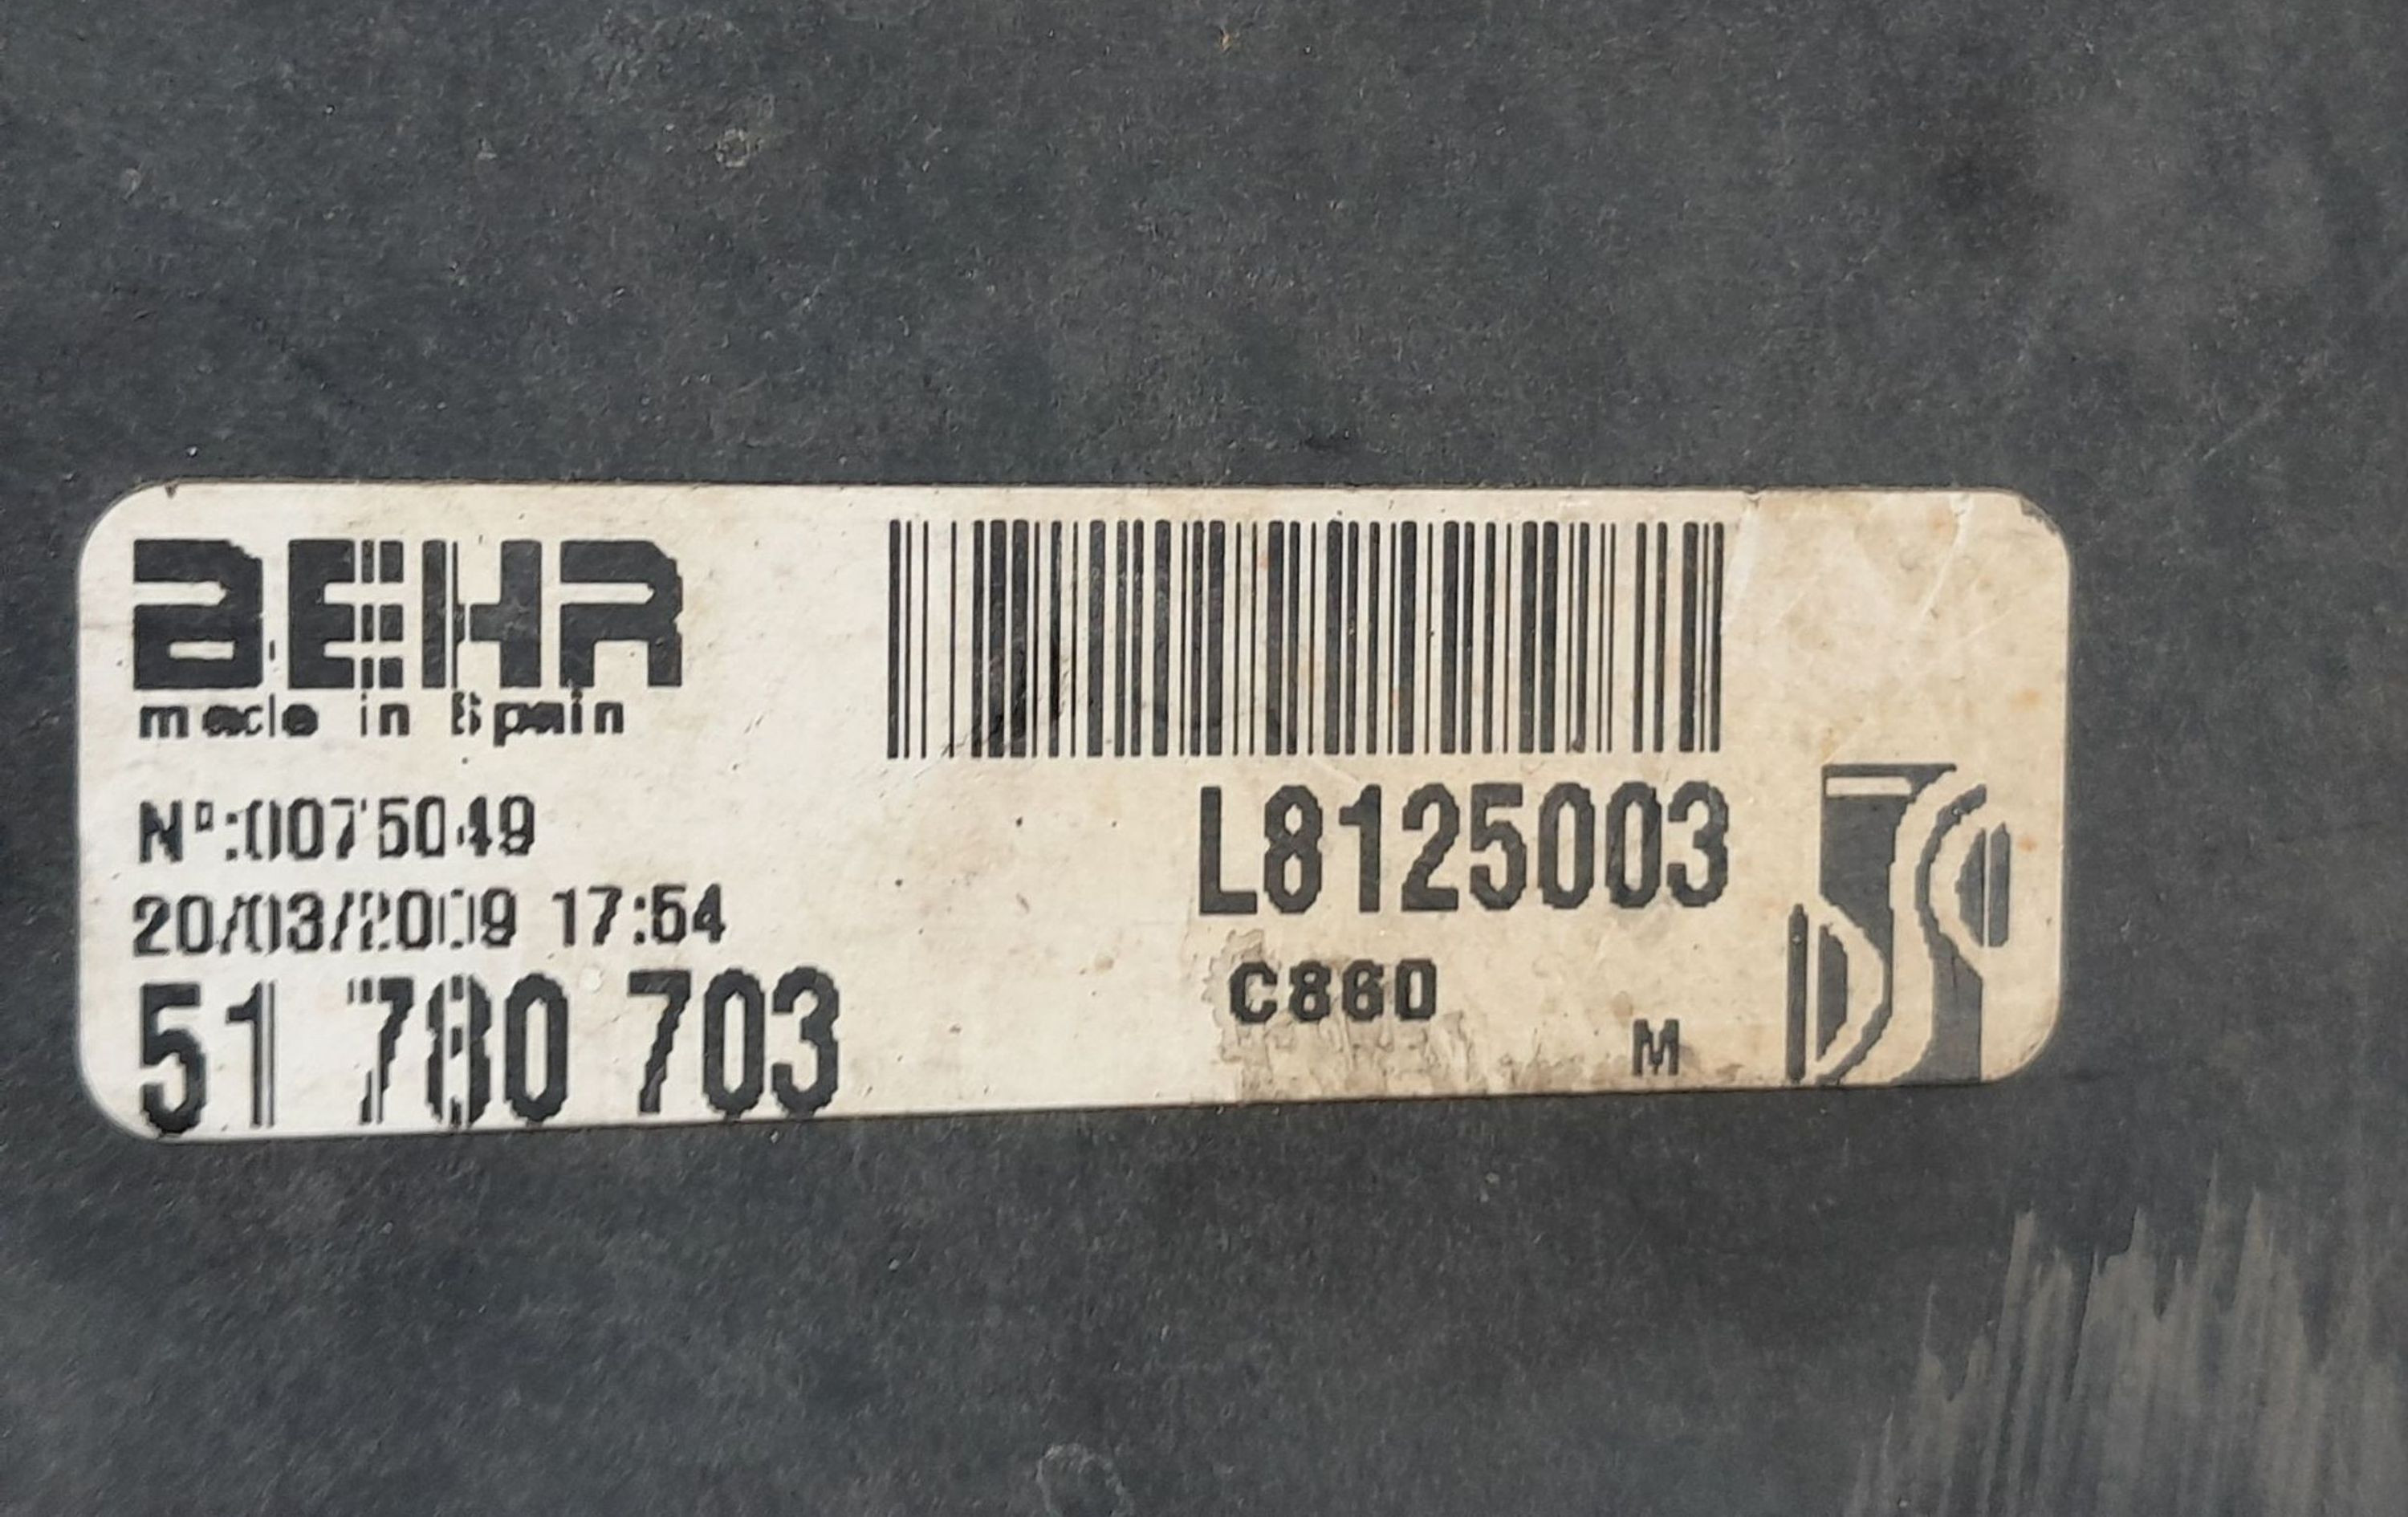 BEHR
made in Spain
Nº:0075049
20/03/2009 17:54
51 780 703
L8125003
C860
M